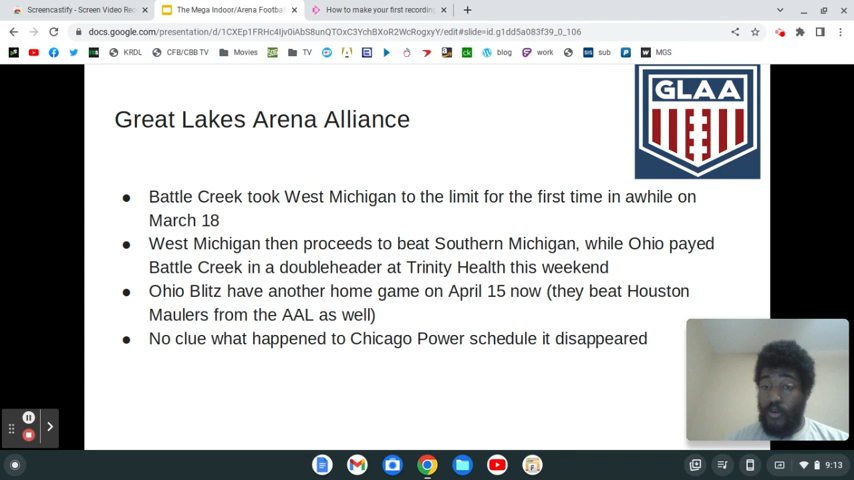 Screencastify - Screen Video Rec
The Mega Indoor/Arena Footbal
How to make your first recording
docs.google.com/presentation/d/1CXEp1FRHc4Ijv0iAbS8unQTOxC3YchBXoR2WcRogxyY/edit#slide=id.g1dd5a083f39_0_106
KRDL
CFB/CBB TV
Movies
TV
blog
work
sub
MGS
GLAA
Great Lakes Arena Alliance
● Battle Creek took West Michigan to the limit for the first time in awhile on
March 18
● West Michigan then proceeds to beat Southern Michigan, while Ohio payed
Battle Creek in a doubleheader at Trinity Health this weekend
● Ohio Blitz have another home game on April 15 now (they beat Houston
Maulers from the AAL as well)
● No clue what happened to Chicago Power schedule it disappeared
9:13